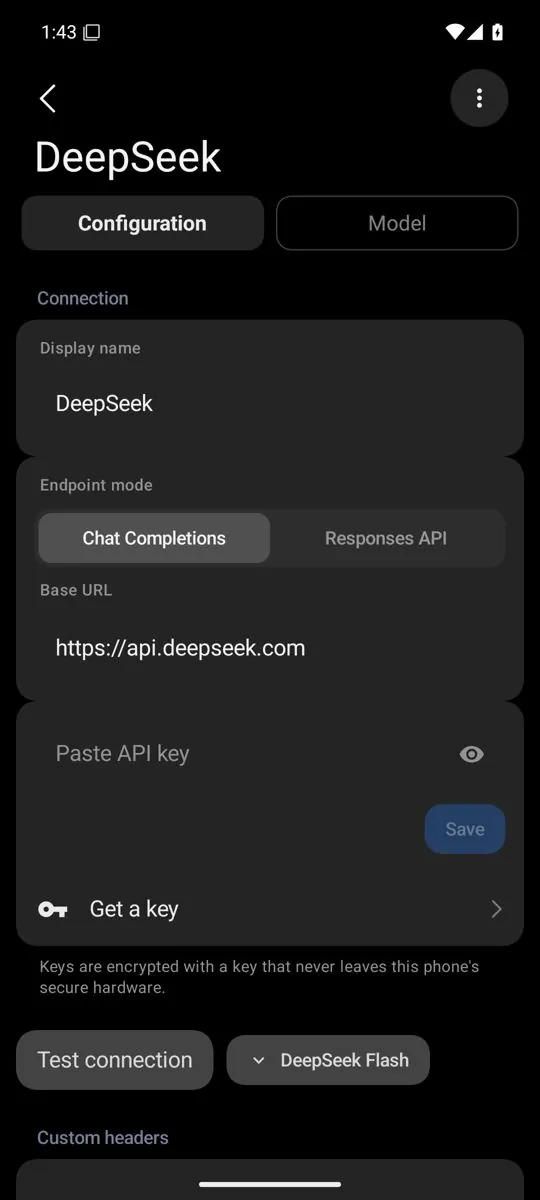 1:43
DeepSeek
Configuration
Model
Connection
Display name
DeepSeek
Endpoint mode
Chat Completions
Responses API
Base URL
https://api.deepseek.com
Paste API key
Save
Get a key
Keys are encrypted with a key that never leaves this phone's
secure hardware.
Test connection
DeepSeek Flash
Custom headers